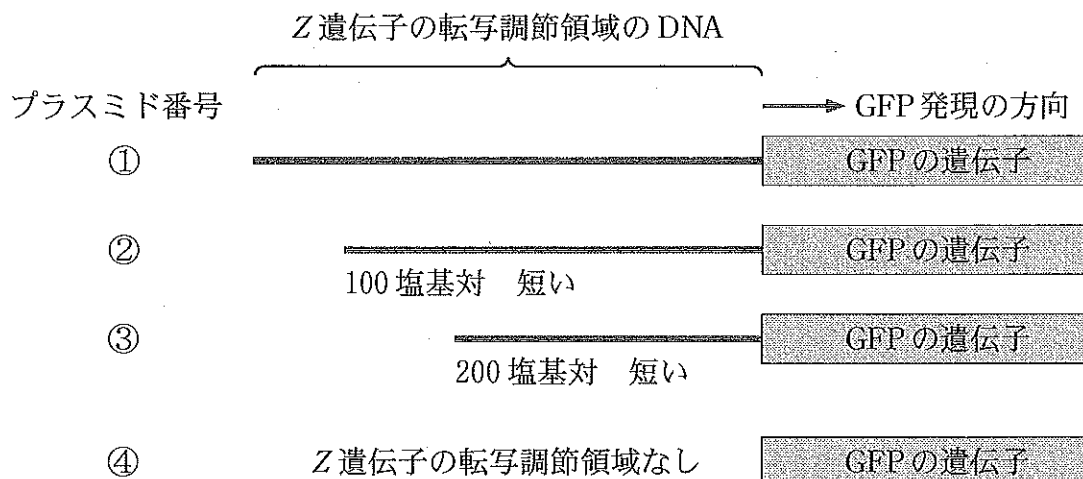 Z遺伝子の転写調節領域のDNA
プラスミド番号
GFP発現の方向
①
GFPの遺伝子
②
GFPの遺伝子
100塩基対 短い
③
GFPの遺伝子
200塩基対 短い
④
Z遺伝子の転写調節領域なし
GFPの遺伝子